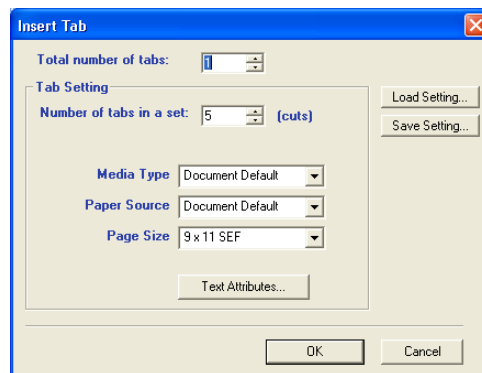 Insert Tab
Total number of tabs: 1
Tab Setting
Number of tabs in a set: 5 (cuts)
Load Setting...
Save Setting...
Media Type Document Default
Paper Source Document Default
Page Size 9 x 11 SEF
Text Attributes...
OK Cancel